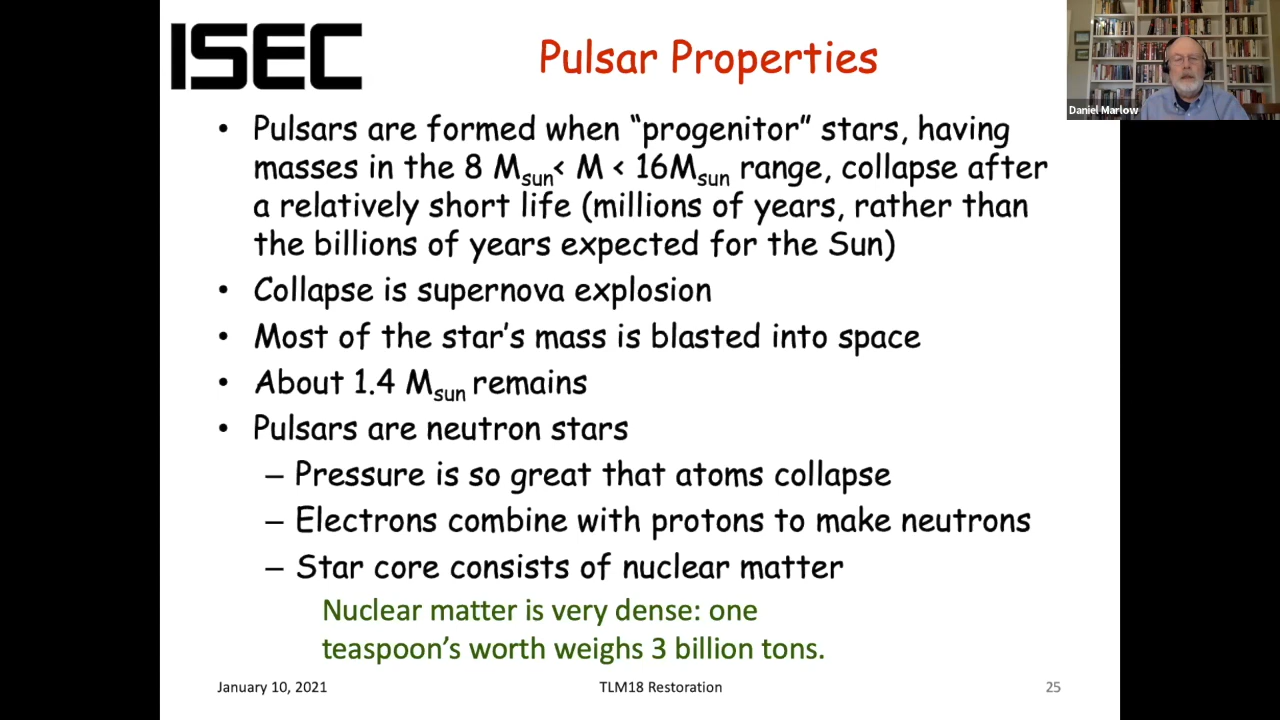 ISEC
Pulsar Properties
Daniel Marlow
• Pulsars are formed when “progenitor” stars, having
masses in the 8 Msun< M < 16Msun range, collapse after
a relatively short life (millions of years, rather than
the billions of years expected for the Sun)
• Collapse is supernova explosion
• Most of the star’s mass is blasted into space
• About 1.4 Msun remains
• Pulsars are neutron stars
– Pressure is so great that atoms collapse
– Electrons combine with protons to make neutrons
– Star core consists of nuclear matter
Nuclear matter is very dense: one
teaspoon’s worth weighs 3 billion tons.
January 10, 2021
TLM18 Restoration
25